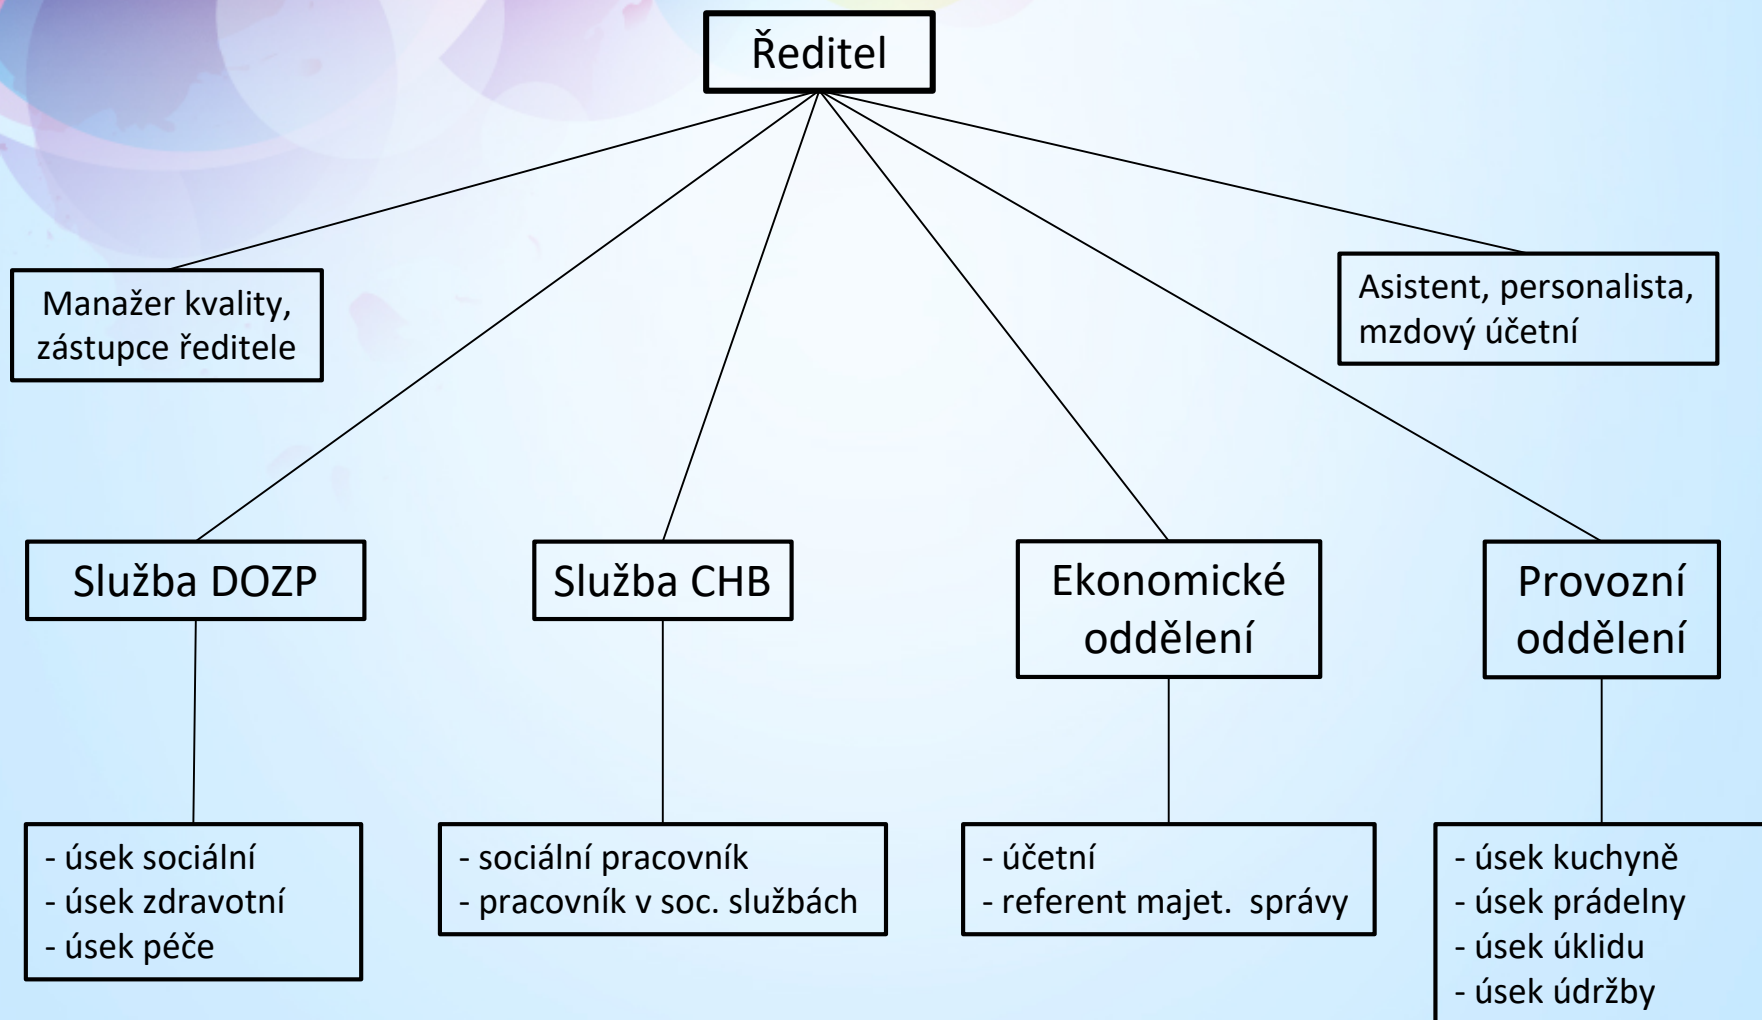 Ředitel
Manažer kvality,
zástupce ředitele
Asistent, personalista,
mzdový účetní
Služba DOZP
Služba CHB
Ekonomické
oddělení
Provozní
oddělení
- úsek sociální
- úsek zdravotní
- úsek péče
- sociální pracovník
- pracovník v soc. službách
- účetní
- referent majet.  správy
- úsek kuchyně
- úsek prádelny
- úsek úklidu
- úsek údržby